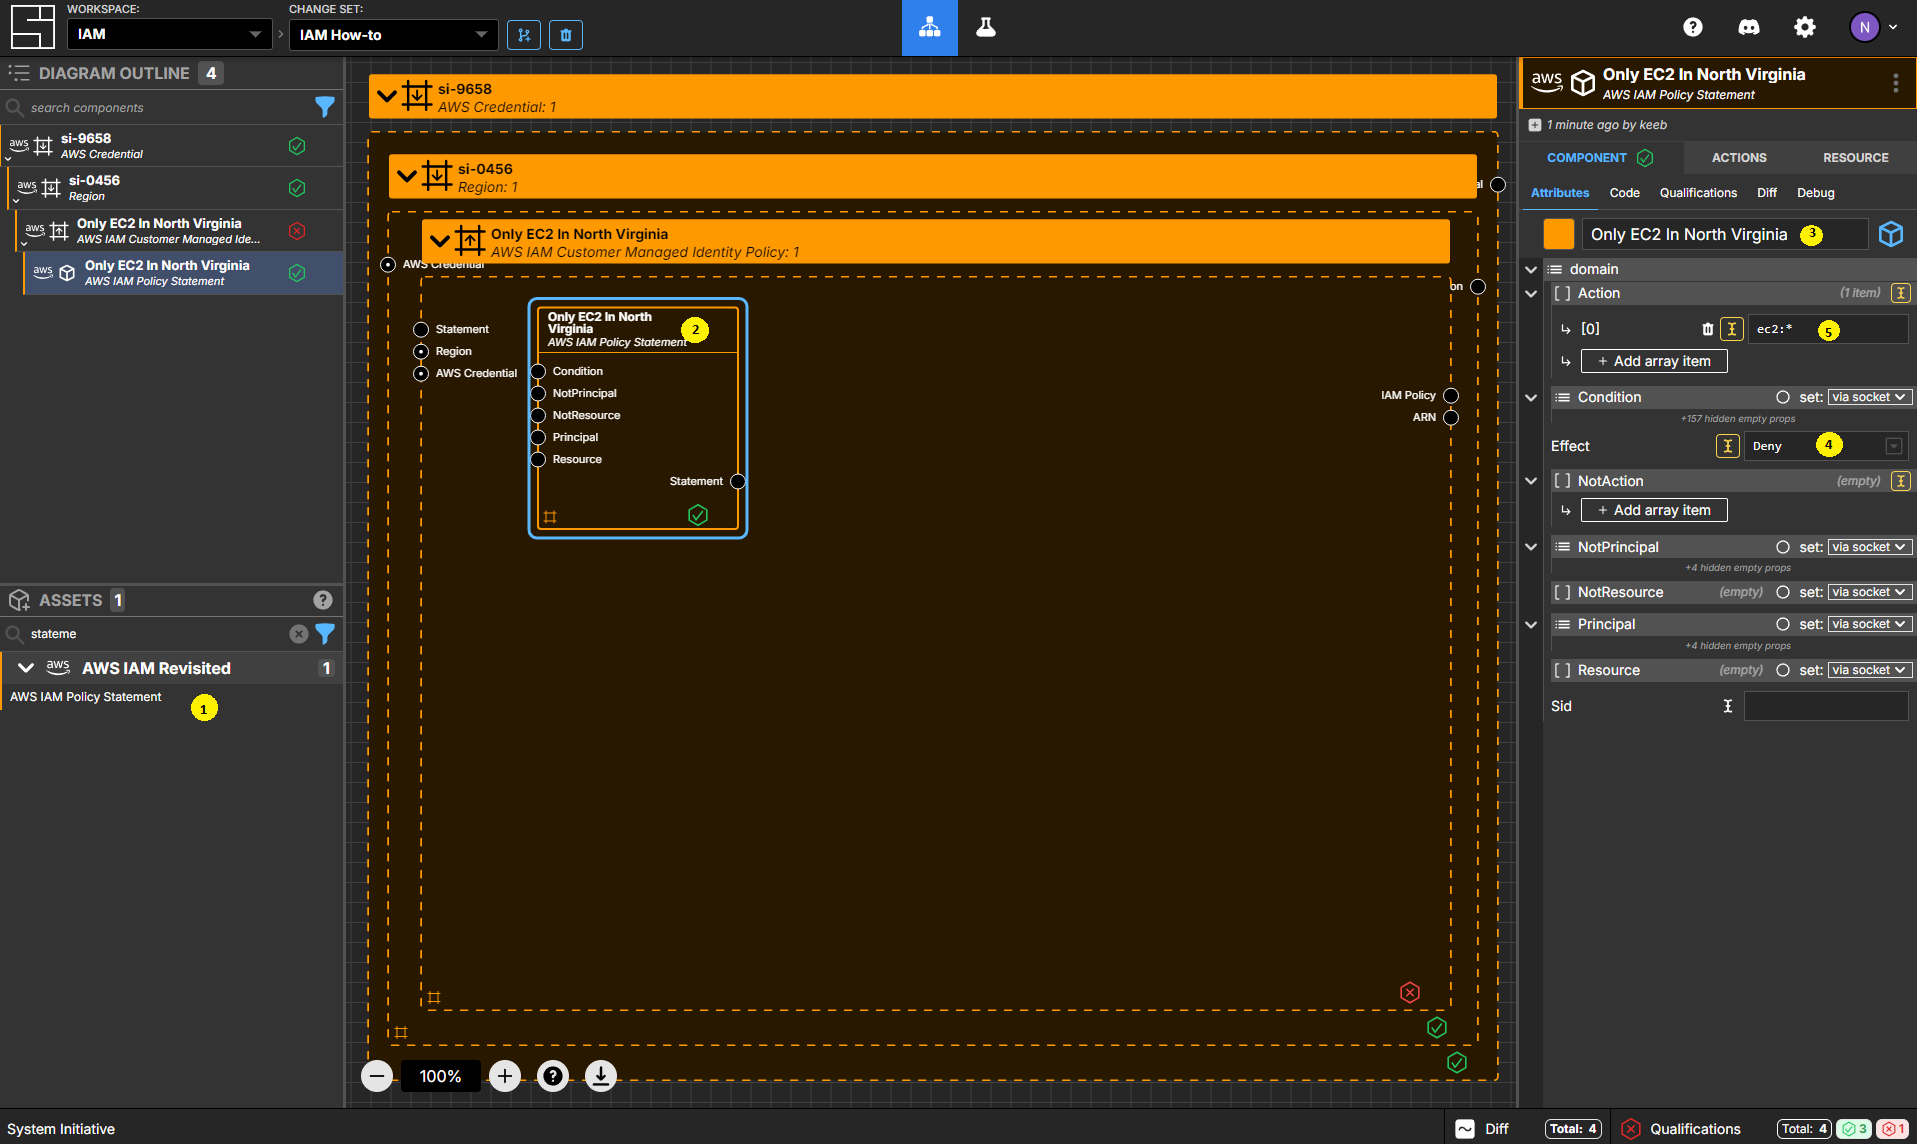 WORKSPACE:
IAM
CHANGE SET:
IAM How-to
N
DIAGRAM OUTLINE 4
search components
aws si-9658
AWS Credential
aws si-0456
Region
aws Only EC2 In North Virginia
AWS IAM Customer Managed Ide...
aws Only EC2 In North Virginia
AWS IAM Policy Statement
ASSETS 1
stateme
aws AWS IAM Revisited 1
AWS IAM Policy Statement
1
si-9658
AWS Credential: 1
si-0456
Region: 1
al
Only EC2 In North Virginia
AWS IAM Customer Managed Identity Policy: 1
AWS Credential
on
Statement
Region
AWS Credential
Only EC2 In North
Virginia
AWS IAM Policy Statement
2
Condition
NotPrincipal
NotResource
Principal
Resource
Statement
IAM Policy
ARN
100%
aws Only EC2 In North Virginia
AWS IAM Policy Statement
1 minute ago by keeb
COMPONENT ACTIONS RESOURCE
Attributes Code Qualifications Diff Debug
Only EC2 In North Virginia 3
domain
[ ] Action (1 item)
[0] ec2:* 5
+ Add array item
Condition set: via socket
+157 hidden empty props
Effect Deny 4
[ ] NotAction (empty)
+ Add array item
NotPrincipal set: via socket
+4 hidden empty props
[ ] NotResource (empty) set: via socket
Principal set: via socket
+4 hidden empty props
[ ] Resource (empty) set: via socket
Sid
System Initiative
Diff Total: 4 Qualifications Total: 4 3 1